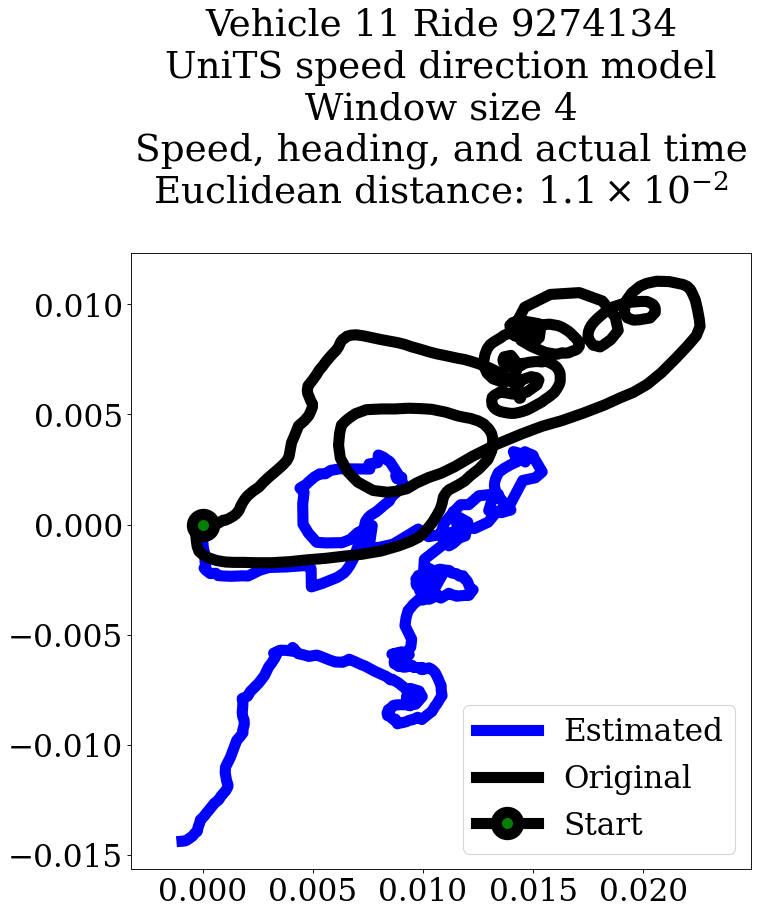 Vehicle 11 Ride 9274134
UniTS speed direction model
Window size 4
Speed, heading, and actual time
Euclidean distance: 1.1 × 10⁻²
0.010
0.005
0.000
−0.005
−0.010
−0.015
Estimated
Original
Start
0.000 0.005 0.010 0.015 0.020